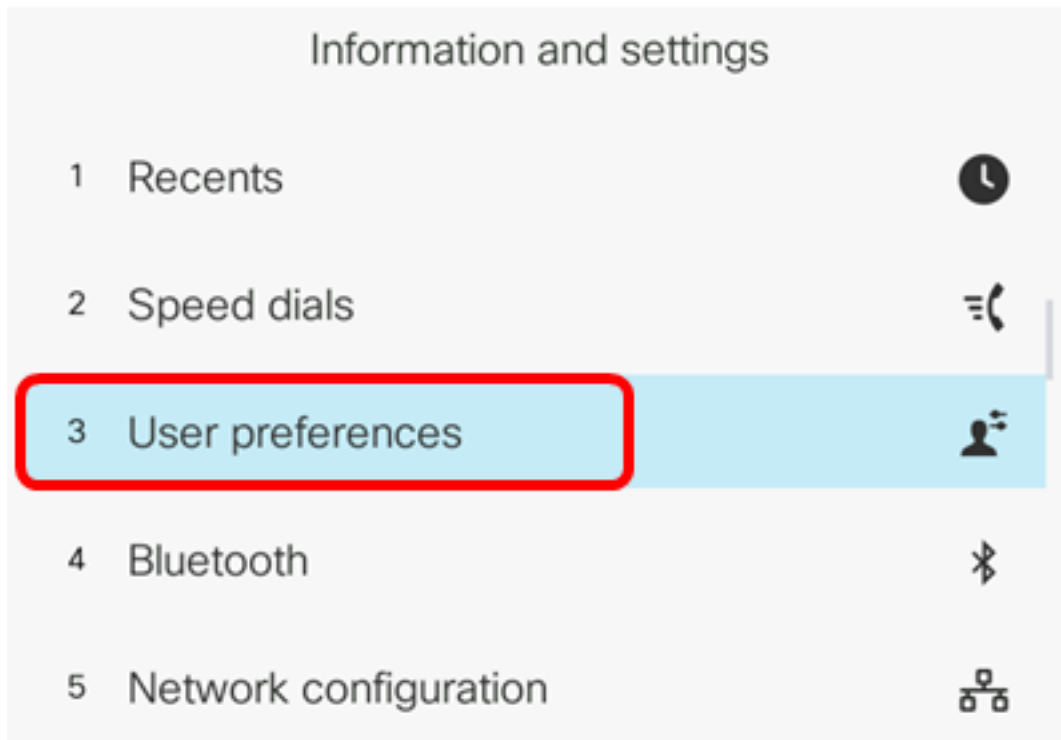 Information and settings
1 Recents
2 Speed dials
3 User preferences
4 Bluetooth
5 Network configuration